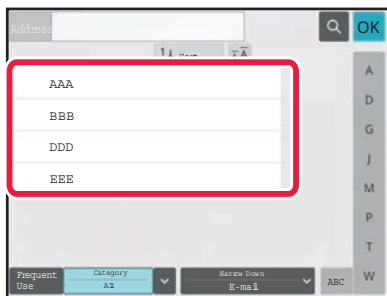 Address
OK
Sort
AAA
BBB
DDD
EEE
A
D
G
J
M
P
T
W
Frequent
Use
Category
All
Narrow Down
E-mail
ABC